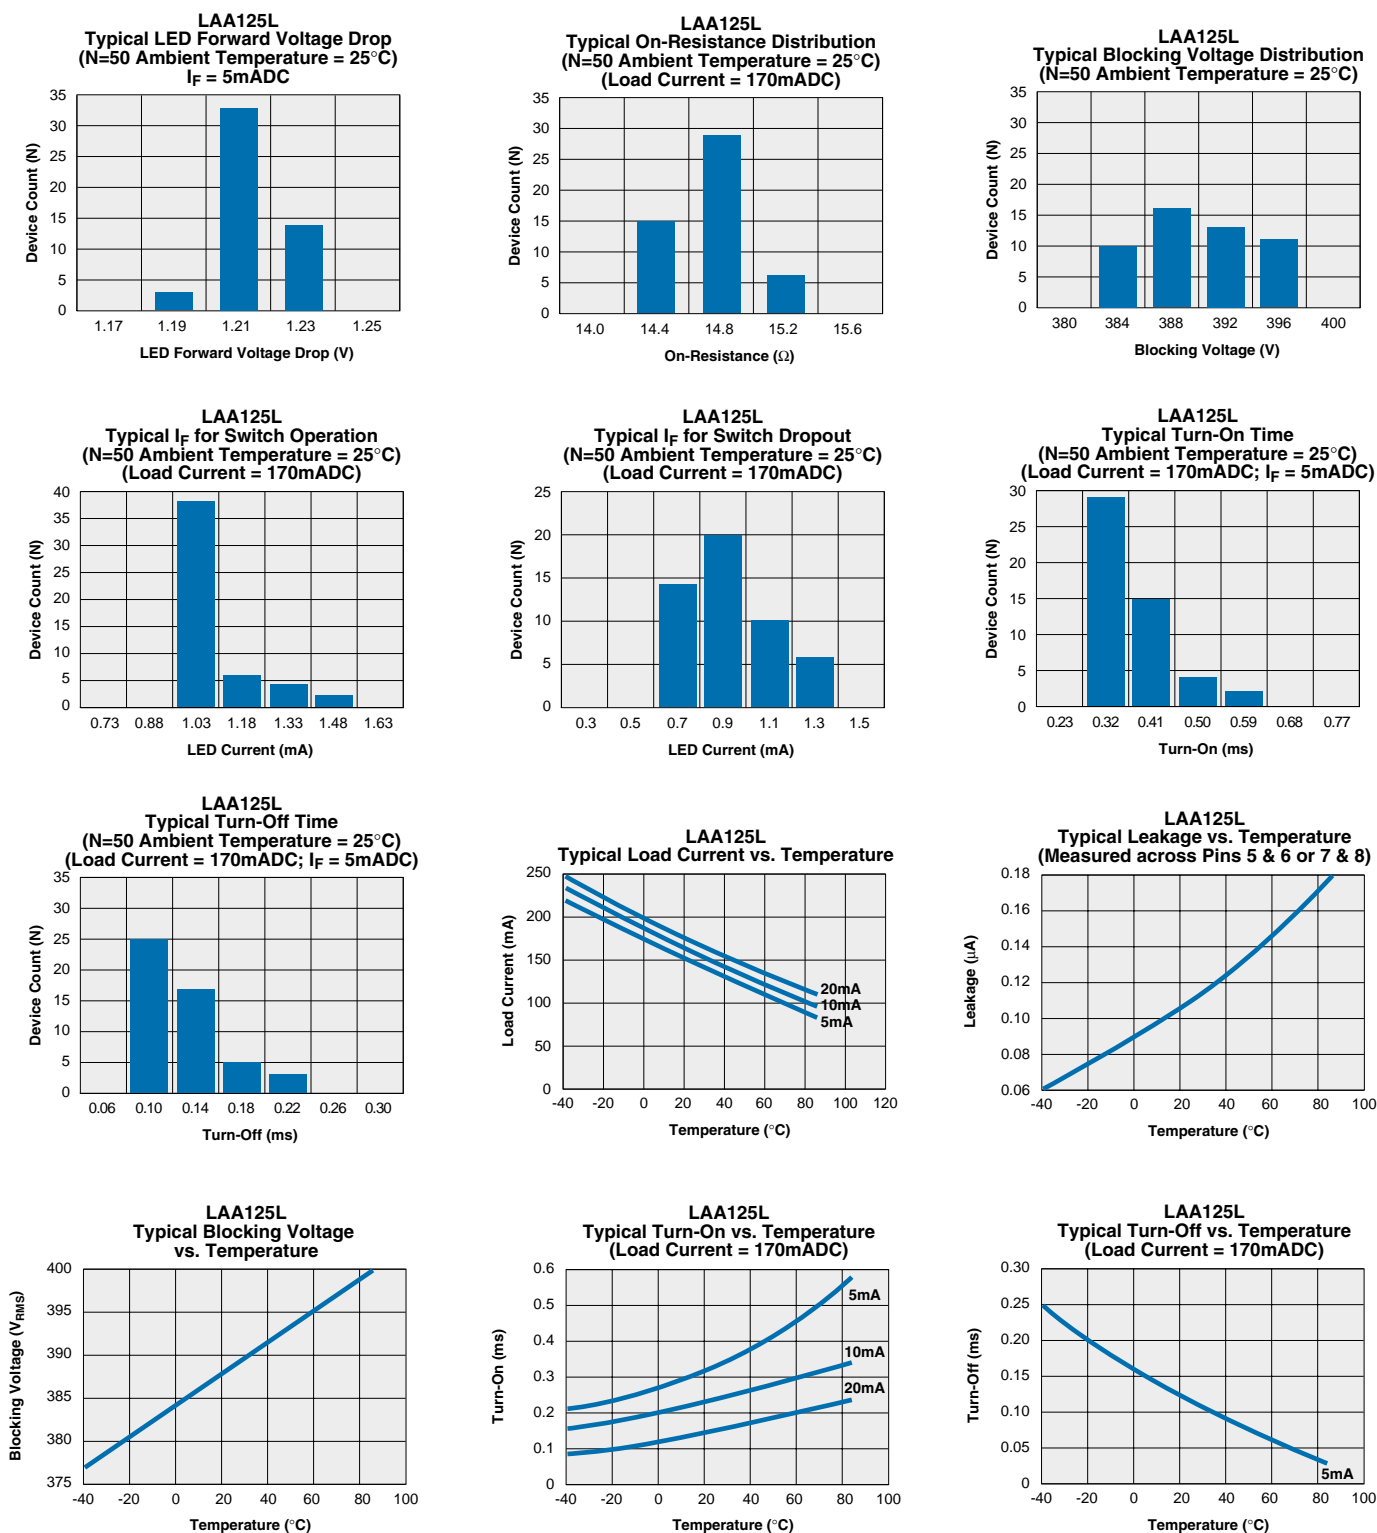 LAA125L
Typical LED Forward Voltage Drop
(N=50 Ambient Temperature = 25°C)
IF = 5mADC
Device Count (N)
35
30
25
20
15
10
5
0
1.17 1.19 1.21 1.23 1.25
LED Forward Voltage Drop (V)
LAA125L
Typical On-Resistance Distribution
(N=50 Ambient Temperature = 25°C)
(Load Current = 170mADC)
Device Count (N)
35
30
25
20
15
10
5
0
14.0 14.4 14.8 15.2 15.6
On-Resistance (Ω)
LAA125L
Typical Blocking Voltage Distribution
(N=50 Ambient Temperature = 25°C)
Device Count (N)
35
30
25
20
15
10
5
0
380 384 388 392 396 400
Blocking Voltage (V)
LAA125L
Typical IF for Switch Operation
(N=50 Ambient Temperature = 25°C)
(Load Current = 170mADC)
Device Count (N)
40
35
30
25
20
15
10
5
0
0.73 0.88 1.03 1.18 1.33 1.48 1.63
LED Current (mA)
LAA125L
Typical IF for Switch Dropout
(N=50 Ambient Temperature = 25°C)
(Load Current = 170mADC)
Device Count (N)
25
20
15
10
5
0
0.3 0.5 0.7 0.9 1.1 1.3 1.5
LED Current (mA)
LAA125L
Typical Turn-On Time
(N=50 Ambient Temperature = 25°C)
(Load Current = 170mADC; IF = 5mADC)
Device Count (N)
30
25
20
15
10
5
0
0.23 0.32 0.41 0.50 0.59 0.68 0.77
Turn-On (ms)
LAA125L
Typical Turn-Off Time
(N=50 Ambient Temperature = 25°C)
(Load Current = 170mADC; IF = 5mADC)
Device Count (N)
35
30
25
20
15
10
5
0
0.06 0.10 0.14 0.18 0.22 0.26 0.30
Turn-Off (ms)
LAA125L
Typical Load Current vs. Temperature
Load Current (mA)
250
200
150
100
50
0
20mA
10mA
5mA
-40 -20 0 20 40 60 80 100 120
Temperature (°C)
LAA125L
Typical Leakage vs. Temperature
(Measured across Pins 5 & 6 or 7 & 8)
Leakage (μA)
0.18
0.16
0.14
0.12
0.10
0.08
0.06
-40 -20 0 20 40 60 80 100
Temperature (°C)
LAA125L
Typical Blocking Voltage
vs. Temperature
Blocking Voltage (VRMS)
400
395
390
385
380
375
-40 -20 0 20 40 60 80 100
Temperature (°C)
LAA125L
Typical Turn-On vs. Temperature
(Load Current = 170mADC)
Turn-On (ms)
0.6
0.5
0.4
0.3
0.2
0.1
0
5mA
10mA
20mA
-40 -20 0 20 40 60 80 100
Temperature (°C)
LAA125L
Typical Turn-Off vs. Temperature
(Load Current = 170mADC)
Turn-Off (ms)
0.30
0.25
0.20
0.15
0.10
0.05
0
5mA
-40 -20 0 20 40 60 80 100
Temperature (°C)